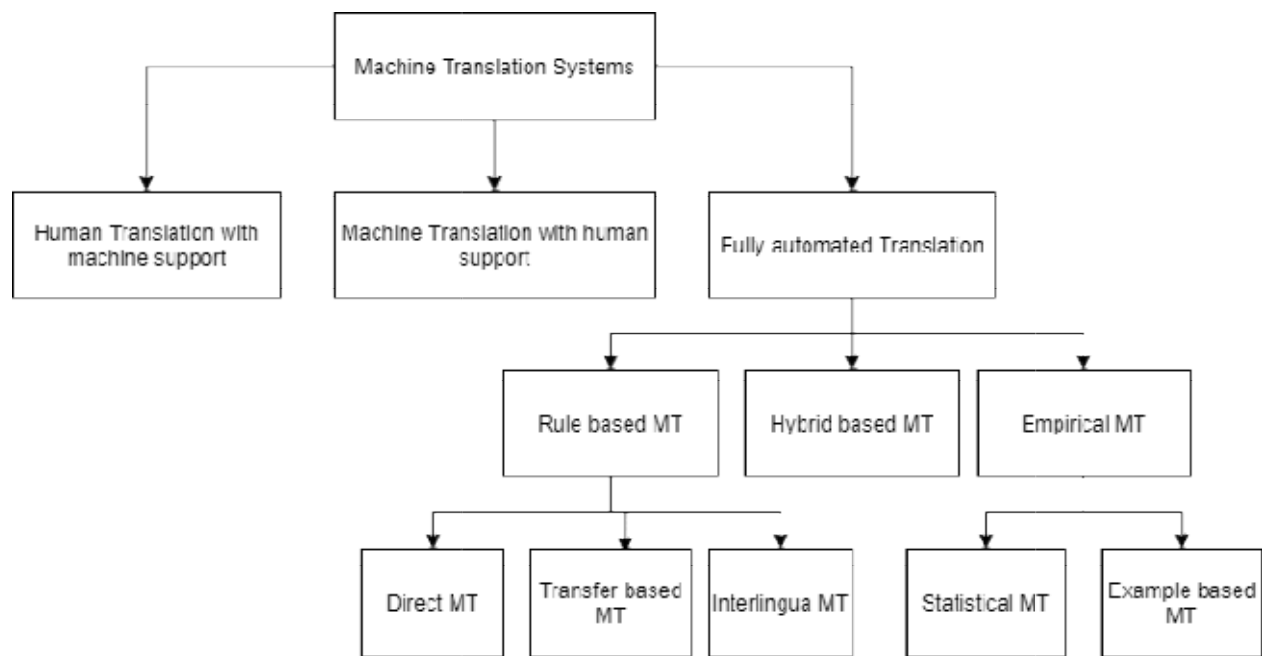 Machine Translation Systems
Human Translation with
machine support
Machine Translation with human
support
Fully automated Translation
Rule based MT
Hybrid based MT
Empirical MT
Direct MT
Transfer based
MT
Interlingua MT
Statistical MT
Example based
MT